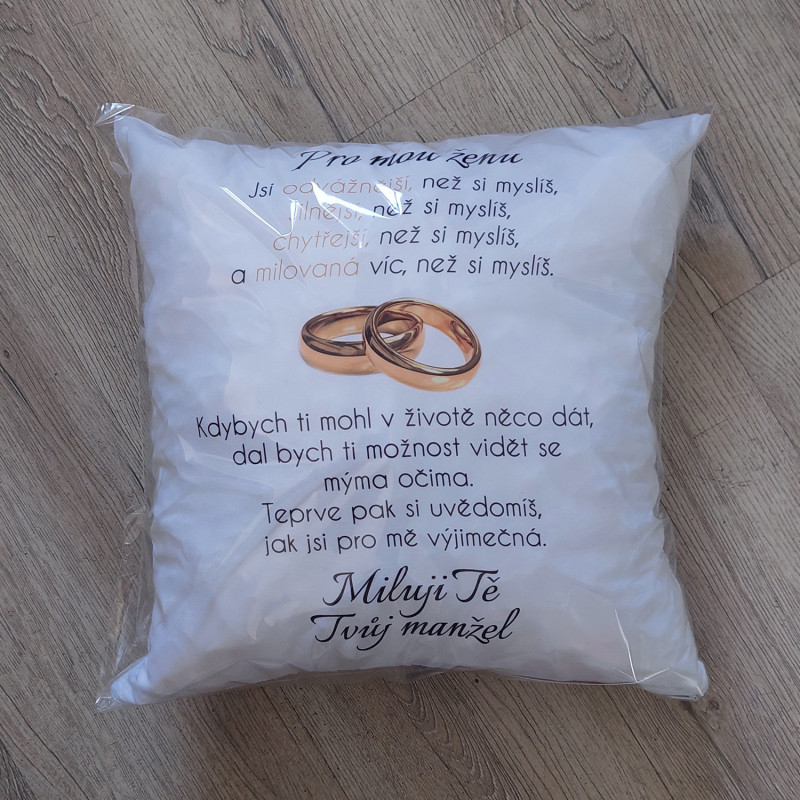 Pro mou ženu
Jsi odvážnější, než si myslíš,
silnější, než si myslíš,
chytřejší, než si myslíš,
a milovaná víc, než si myslíš.
Kdybych ti mohl v životě něco dát,
dal bych ti možnost vidět se
mýma očima.
Teprve pak si uvědomíš,
jak jsi pro mě výjimečná.
Miluji Tě
Tvůj manžel